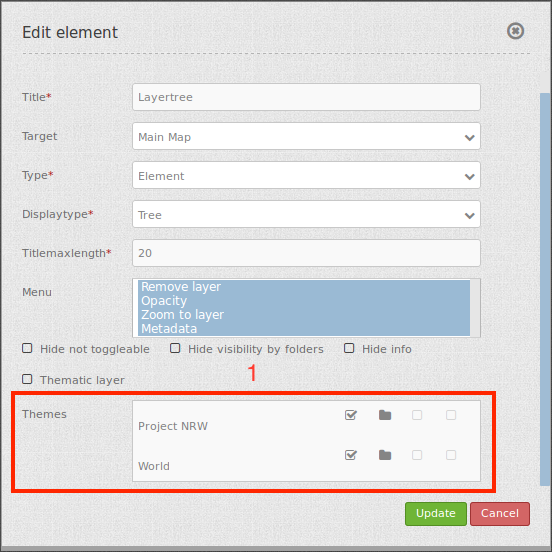 Edit element
Title* Layertree
Target Main Map
Type* Element
Displaytype* Tree
Titlemaxlength* 20
Menu Remove layer
Opacity
Zoom to layer
Metadata
Hide not toggleable Hide visibility by folders Hide info
1
Thematic layer
Themes
Project NRW
World
Update Cancel